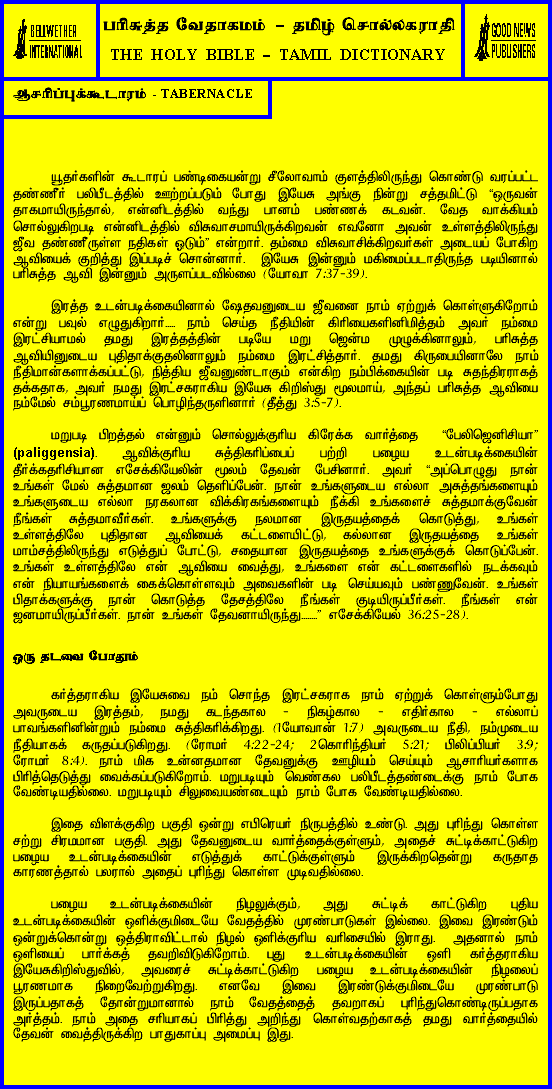 BELLWETHER
INTERNATIONAL
பரிசுத்த வேதாகமம் – தமிழ் சொல்லகராதி
THE HOLY BIBLE – TAMIL DICTIONARY
GOOD NEWS
PUBLISHERS
ஆசரிப்புக்கூடாரம் - TABERNACLE
யூதர்களின் கூடாரப் பண்டிகையன்று சீலோவாம் குளத்திலிருந்து கொண்டு வரப்பட்ட
தண்ணீர் பலிபீடத்தில் ஊற்றப்படும் போது இயேசு அங்கு நின்று சத்தமிட்டு “ஒருவன்
தாகமாயிருந்தால், என்னிடத்தில் வந்து பானம் பண்ணக் கடவன். வேத வாக்கியம்
சொல்லுகிறபடி என்னிடத்தில் விசுவாசமாயிருக்கிறவன் எவனோ அவன் உள்ளத்திலிருந்து
ஜீவ தண்ணீருள்ள நதிகள் ஓடும்” என்றார். தம்மை விசுவாசிக்கிறவர்கள் அடையப் போகிற
ஆவியைக் குறித்து இப்படிச் சொன்னார். இயேசு இன்னும் மகிமைப்படாதிருந்த படியினால்
பரிசுத்த ஆவி இன்னும் அருளப்படவில்லை (யோவா 7:37-39).
இரத்த உடன்படிக்கையினால் ஷேதவனுடைய ஜீவனை நாம் ஏற்றுக் கொள்ளுகிறோம்
என்று பவுல் எழுதுகிறார்..... நாம் செய்த நீதியின் கிரியைகளினிமித்தம் அவர் நம்மை
இரட்சியாமல் தமது இரத்தத்தின் படியே மறு ஜென்ம முழுக்கினாலும், பரிசுத்த
ஆவியினுடைய புதிதாக்குதலினாலும் நம்மை இரட்சித்தார். தமது கிருபையினாலே நாம்
நீதிமான்களாக்கப்பட்டு, நித்திய ஜீவனுண்டாகும் என்கிற நம்பிக்கையின் படி சுதந்திரராகத்
தக்கதாக, அவர் நமது இரட்சகராகிய இயேசு கிறிஸ்து மூலமாய், அந்தப் பரிசுத்த ஆவியை
நம்மேல் சம்பூரணமாய்ப் பொழிந்தருளினார் (தீத்து 3:5-7).
மறுபடி பிறத்தல் என்னும் சொல்லுக்குரிய கிரேக்க வார்த்தை “பேலிஜெனிசியா”
(paliggensia). ஆவிக்குரிய சுத்திகரிப்பைப் பற்றி பழைய உடன்படிக்கையின்
தீர்க்கதரிசியான எசேக்கியேலின் மூலம் தேவன் பேசினார். அவர் “அப்பொழுது நான்
உங்கள் மேல் சுத்தமான ஜலம் தெளிப்பேன். நான் உங்களுடைய எல்லா அசுத்தங்களையும்
உங்களுடைய எல்லா நரகலான விக்கிரகங்களையும் நீக்கி உங்களைச் சுத்தமாக்குவேன்
நீங்கள் சுத்தமாவீர்கள். உங்களுக்கு நலமான இருதயத்தைக் கொடுத்து, உங்கள்
உள்ளத்திலே புதிதான ஆவியைக் கட்டளையிட்டு, கல்லான இருதயத்தை உங்கள்
மாம்சத்திலிருந்து எடுத்துப் போட்டு, சதையான இருதயத்தை உங்களுக்குக் கொடுப்பேன்.
உங்கள் உள்ளத்திலே என் ஆவியை வைத்து, உங்களை என் கட்டளைகளில் நடக்கவும்
என் நியாயங்களைக் கைக்கொள்ளவும் அவைகளின் படி செய்யவும் பண்ணுவேன். உங்கள்
பிதாக்களுக்கு நான் கொடுத்த தேசத்திலே நீங்கள் குடியிருப்பீர்கள். நீங்கள் என்
ஜனமாயிருப்பீர்கள். நான் உங்கள் தேவனாயிருந்து........” எசேக்கியேல் 36:25-28).
ஒரு தடவை போதும்
கர்த்தராகிய இயேசுவை நம் சொந்த இரட்சகராக நாம் ஏற்றுக் கொள்ளும்போது
அவருடைய இரத்தம், நமது கடந்தகால - நிகழ்கால - எதிர்கால - எல்லாப்
பாவங்களினின்றும் நம்மை சுத்திகரிக்கிறது. (1யோவான் 1:7) அவருடைய நீதி, நம்முடைய
நீதியாகக் கருதப்படுகிறது. (ரோமர் 4:22-24; 2கொரிந்தியர் 5:21; பிலிப்பியர் 3:9;
ரோமர் 8:4). நாம் மிக உன்னதமான தேவனுக்கு ஊழியம் செய்யும் ஆசாரியர்களாக
பிரித்தெடுத்து வைக்கப்படுகிறோம். மறுபடியும் வெண்கல பலிபீடத்தண்டைக்கு நாம் போக
வேண்டியதில்லை. மறுபடியும் சிலுவையண்டையும் நாம் போக வேண்டியதில்லை.
இதை விளக்குகிற பகுதி ஒன்று எபிரெயர் நிருபத்தில் உண்டு. அது புரிந்து கொள்ள
சற்று சிரமமான பகுதி. அது தேவனுடைய வார்த்தைக்குள்ளும், அதைச் சுட்டிக்காட்டுகிற
பழைய உடன்படிக்கையின் எடுத்துக் காட்டுக்குள்ளும் இருக்கிறதென்று கருதாத
காரணத்தால் பலரால் அதைப் புரிந்து கொள்ள முடிவதில்லை.
பழைய உடன்படிக்கையின் நிழலுக்கும், அது சுட்டிக் காட்டுகிற புதிய
உடன்படிக்கையின் ஒளிக்குமிடையே வேதத்தில் முரண்பாடுகள் இல்லை. இவை இரண்டும்
ஒன்றுக்கொன்று ஒத்திராவிட்டால் நிழல் ஒளிக்குரிய வரிசையில் இராது. அதனால் நாம்
ஒளியைப் பார்க்கத் தவறிவிடுகிறோம். புது உடன்படிக்கையின் ஒளி கர்த்தராகிய
இயேசுகிறிஸ்துவில், அவரைச் சுட்டிக்காட்டுகிற பழைய உடன்படிக்கையின் நிழலைப்
பூரணமாக நிறைவேற்றுகிறது. எனவே இவை இரண்டுக்குமிடையே முரண்பாடு
இருப்பதாகத் தோன்றுமானால் நாம் வேதத்தைத் தவறாகப் புரிந்துகொண்டிருப்பதாக
அர்த்தம். நாம் அதை சரியாகப் பிரித்து அறிந்து கொள்வதற்காகத் தமது வார்த்தையில்
தேவன் வைத்திருக்கிற பாதுகாப்பு அமைப்பு இது.